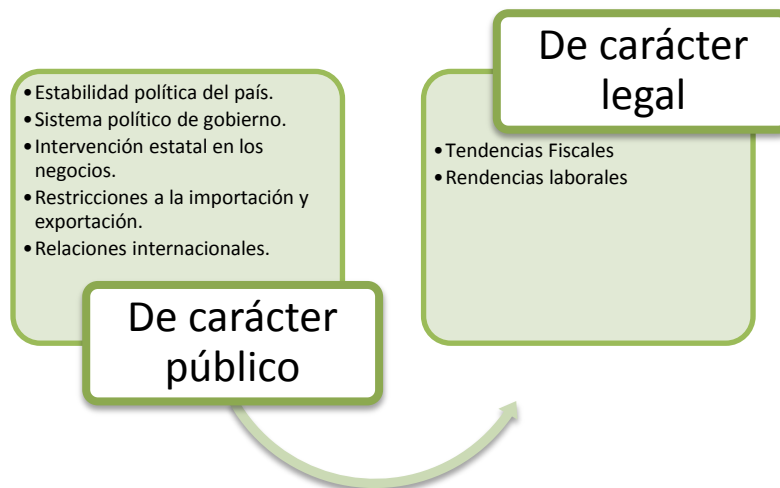 •Estabilidad política del país.
•Sistema político de gobierno.
•Intervención estatal en los
negocios.
•Restricciones a la importación y
exportación.
•Relaciones internacionales.
De carácter
público
De carácter
legal
•Tendencias Fiscales
•Rendencias laborales